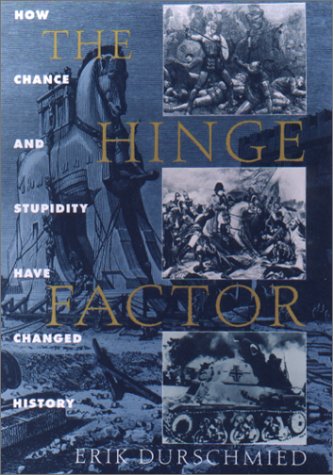 HOW
THE
CHANCE
AND
HINGE
STUPIDITY
HAVE
FACTOR
CHANGED
HISTORY
ERIK DURSCHMIED